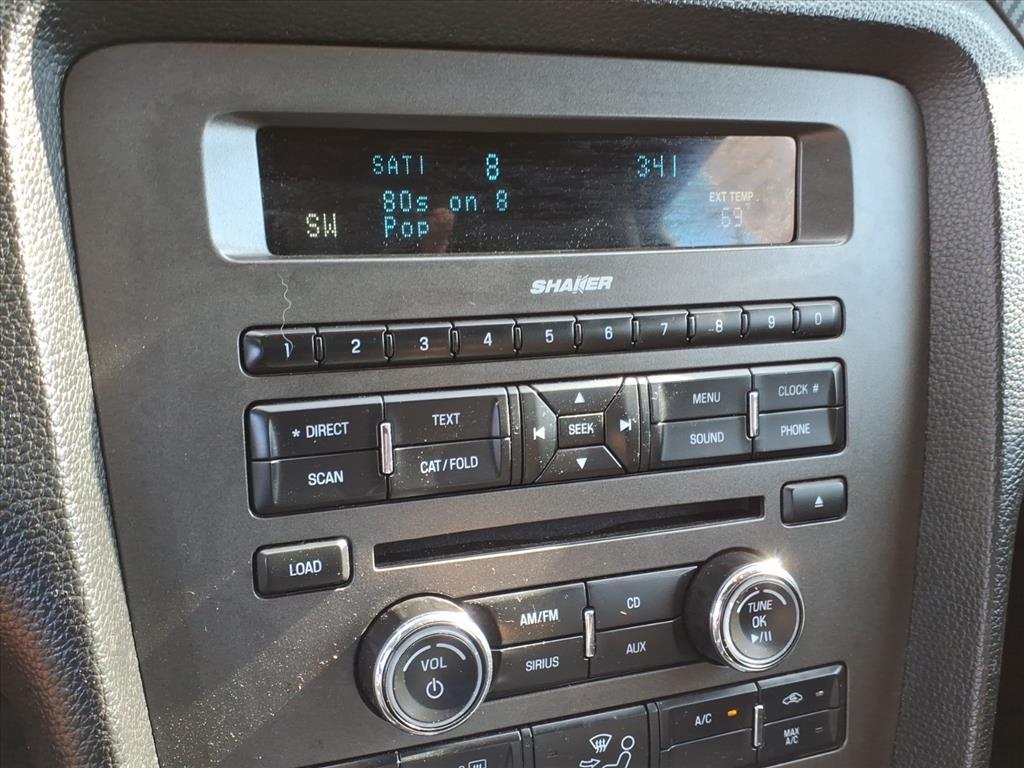 SAT1 8 3:41
80s on 8
EXT TEMP.
SW Pop 69
SHAKER
1 2 3 4 5 6 7 8 9 0
* DIRECT TEXT SEEK MENU CLOCK #
SCAN CAT/FOLD SOUND PHONE
LOAD
AM/FM CD
SIRIUS AUX
VOL
TUNE
OK
A/C
MAX
A/C